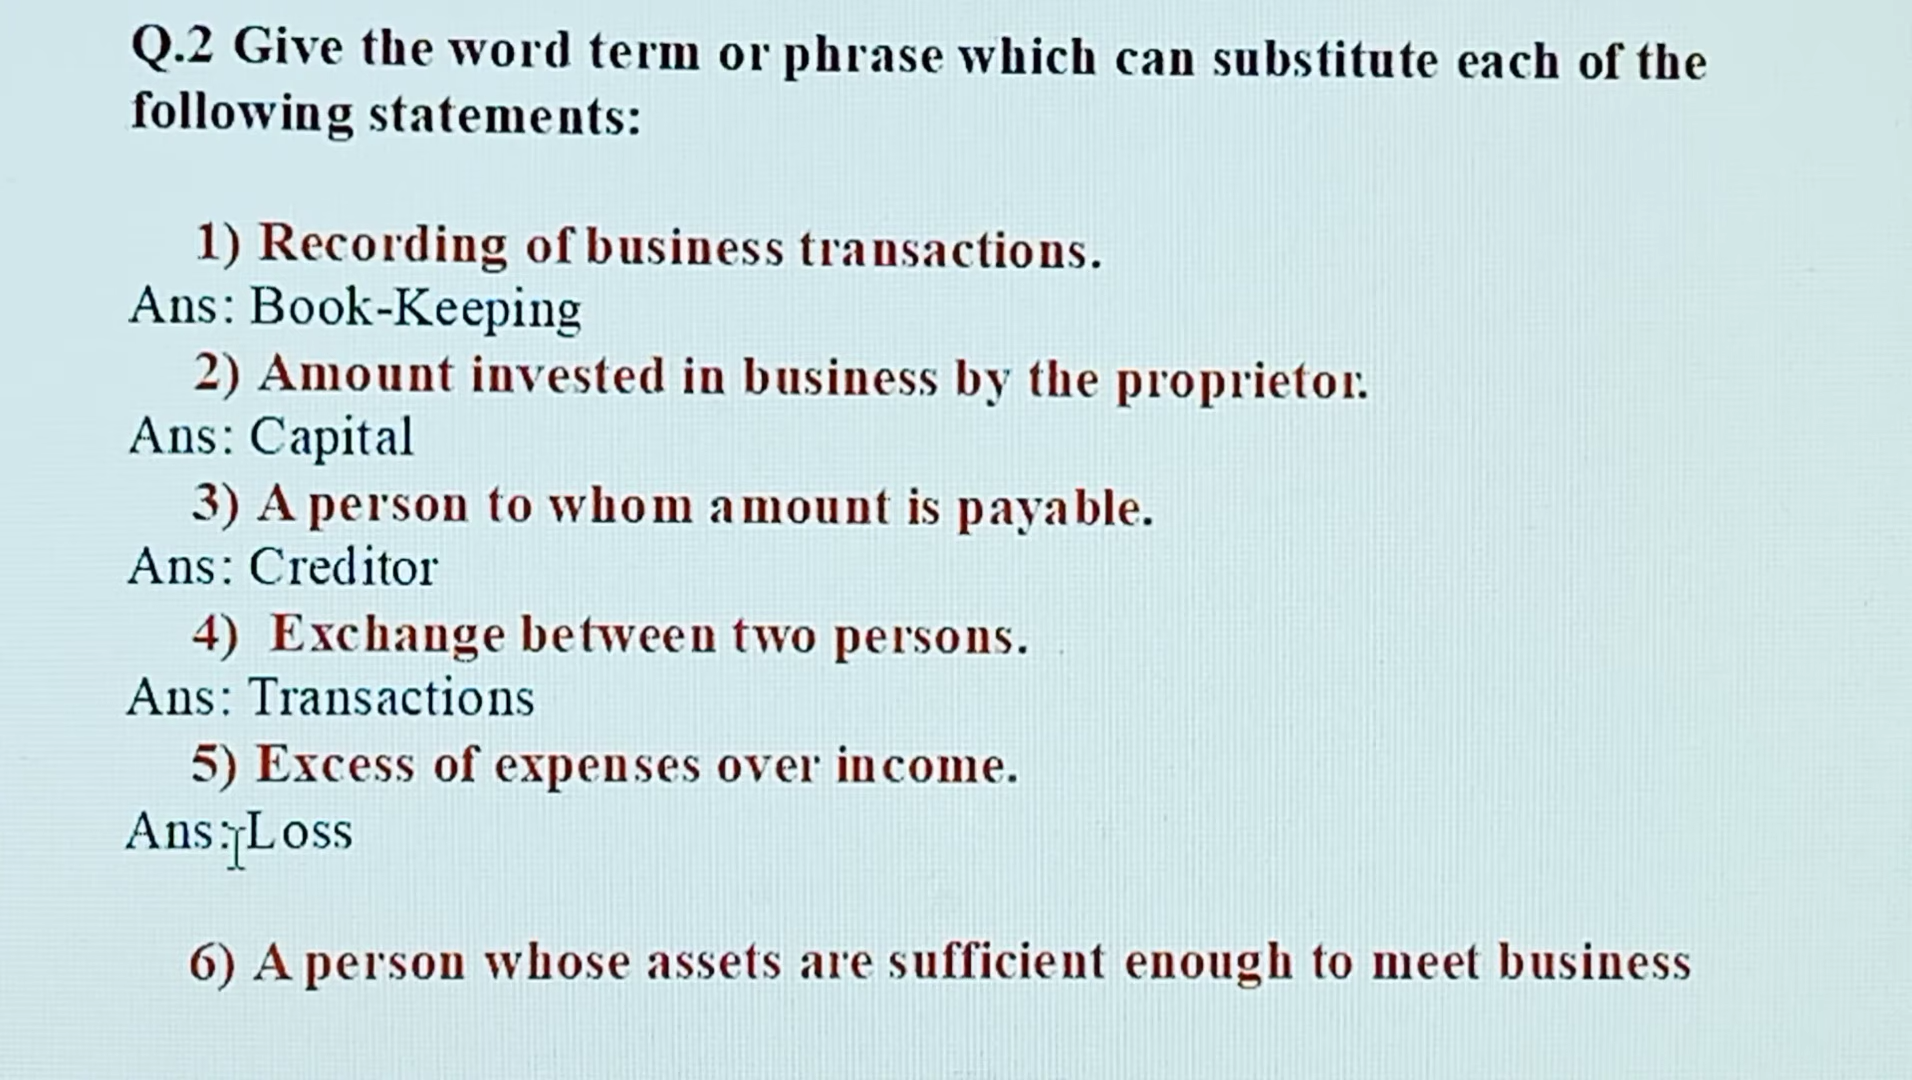 Q.2 Give the word term or phrase which can substitute each of the
following statements:
1) Recording of business transactions.
Ans: Book-Keeping
2) Amount invested in business by the proprietor.
Ans: Capital
3) A person to whom amount is payable.
Ans: Creditor
4) Exchange between two persons.
Ans: Transactions
5) Excess of expenses over income.
Ans: Loss
6) A person whose assets are sufficient enough to meet business